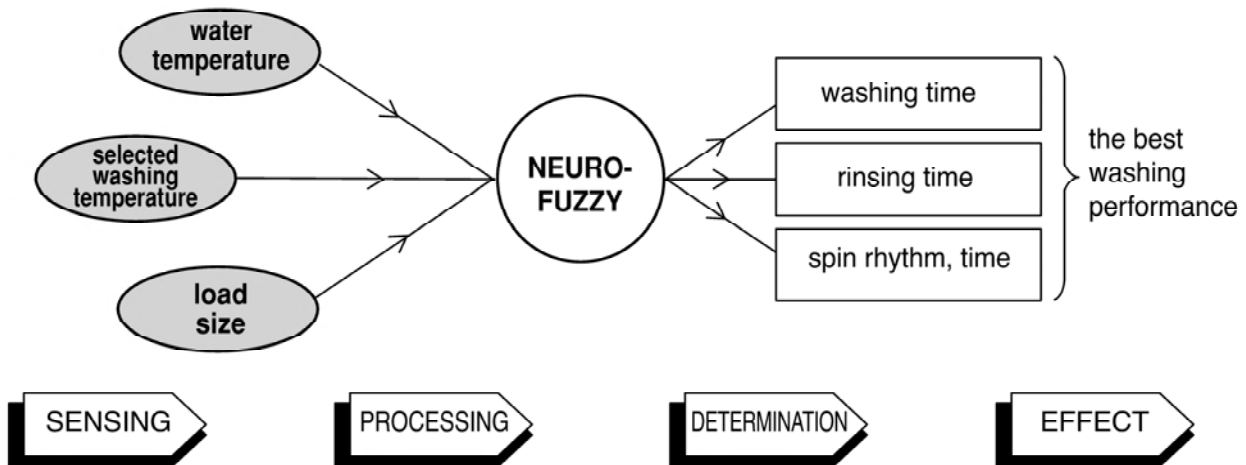 water
temperature
selected
washing
temperature
load
size
NEURO-
FUZZY
washing time
rinsing time
spin rhythm, time
the best
washing
performance
SENSING
PROCESSING
DETERMINATION
EFFECT